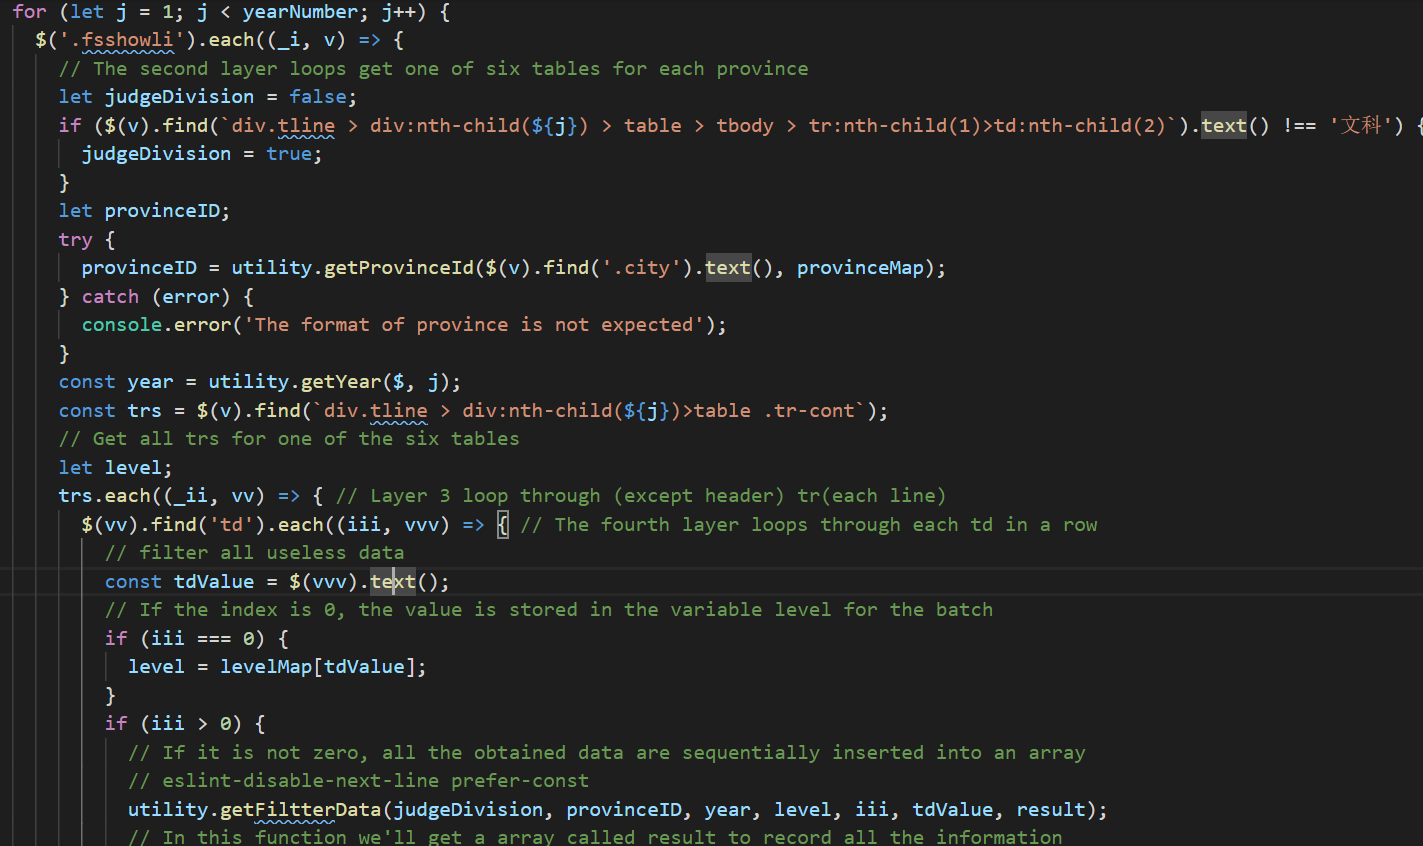 for (let j = 1; j < yearNumber; j++) {
$('.fsshowli').each((_i, v) => {
// The second layer loops get one of six tables for each province
let judgeDivision = false;
if ($(v).find(`div.tline > div:nth-child(${j}) > table > tbody > tr:nth-child(1)>td:nth-child(2)`).text() !== '文科') {
judgeDivision = true;
}
let provinceID;
try {
provinceID = utility.getProvinceId($(v).find('.city').text(), provinceMap);
} catch (error) {
console.error('The format of province is not expected');
}
const year = utility.getYear($, j);
const trs = $(v).find(`div.tline > div:nth-child(${j})>table .tr-cont`);
// Get all trs for one of the six tables
let level;
trs.each((_ii, vv) => { // Layer 3 loop through (except header) tr(each line)
$(vv).find('td').each((iii, vvv) => { // The fourth layer loops through each td in a row
// filter all useless data
const tdValue = $(vvv).text();
// If the index is 0, the value is stored in the variable level for the batch
if (iii === 0) {
level = levelMap[tdValue];
}
if (iii > 0) {
// If it is not zero, all the obtained data are sequentially inserted into an array
// eslint-disable-next-line prefer-const
utility.getFiltterData(judgeDivision, provinceID, year, level, iii, tdValue, result);
// In this function we'll get a array called result to record all the information